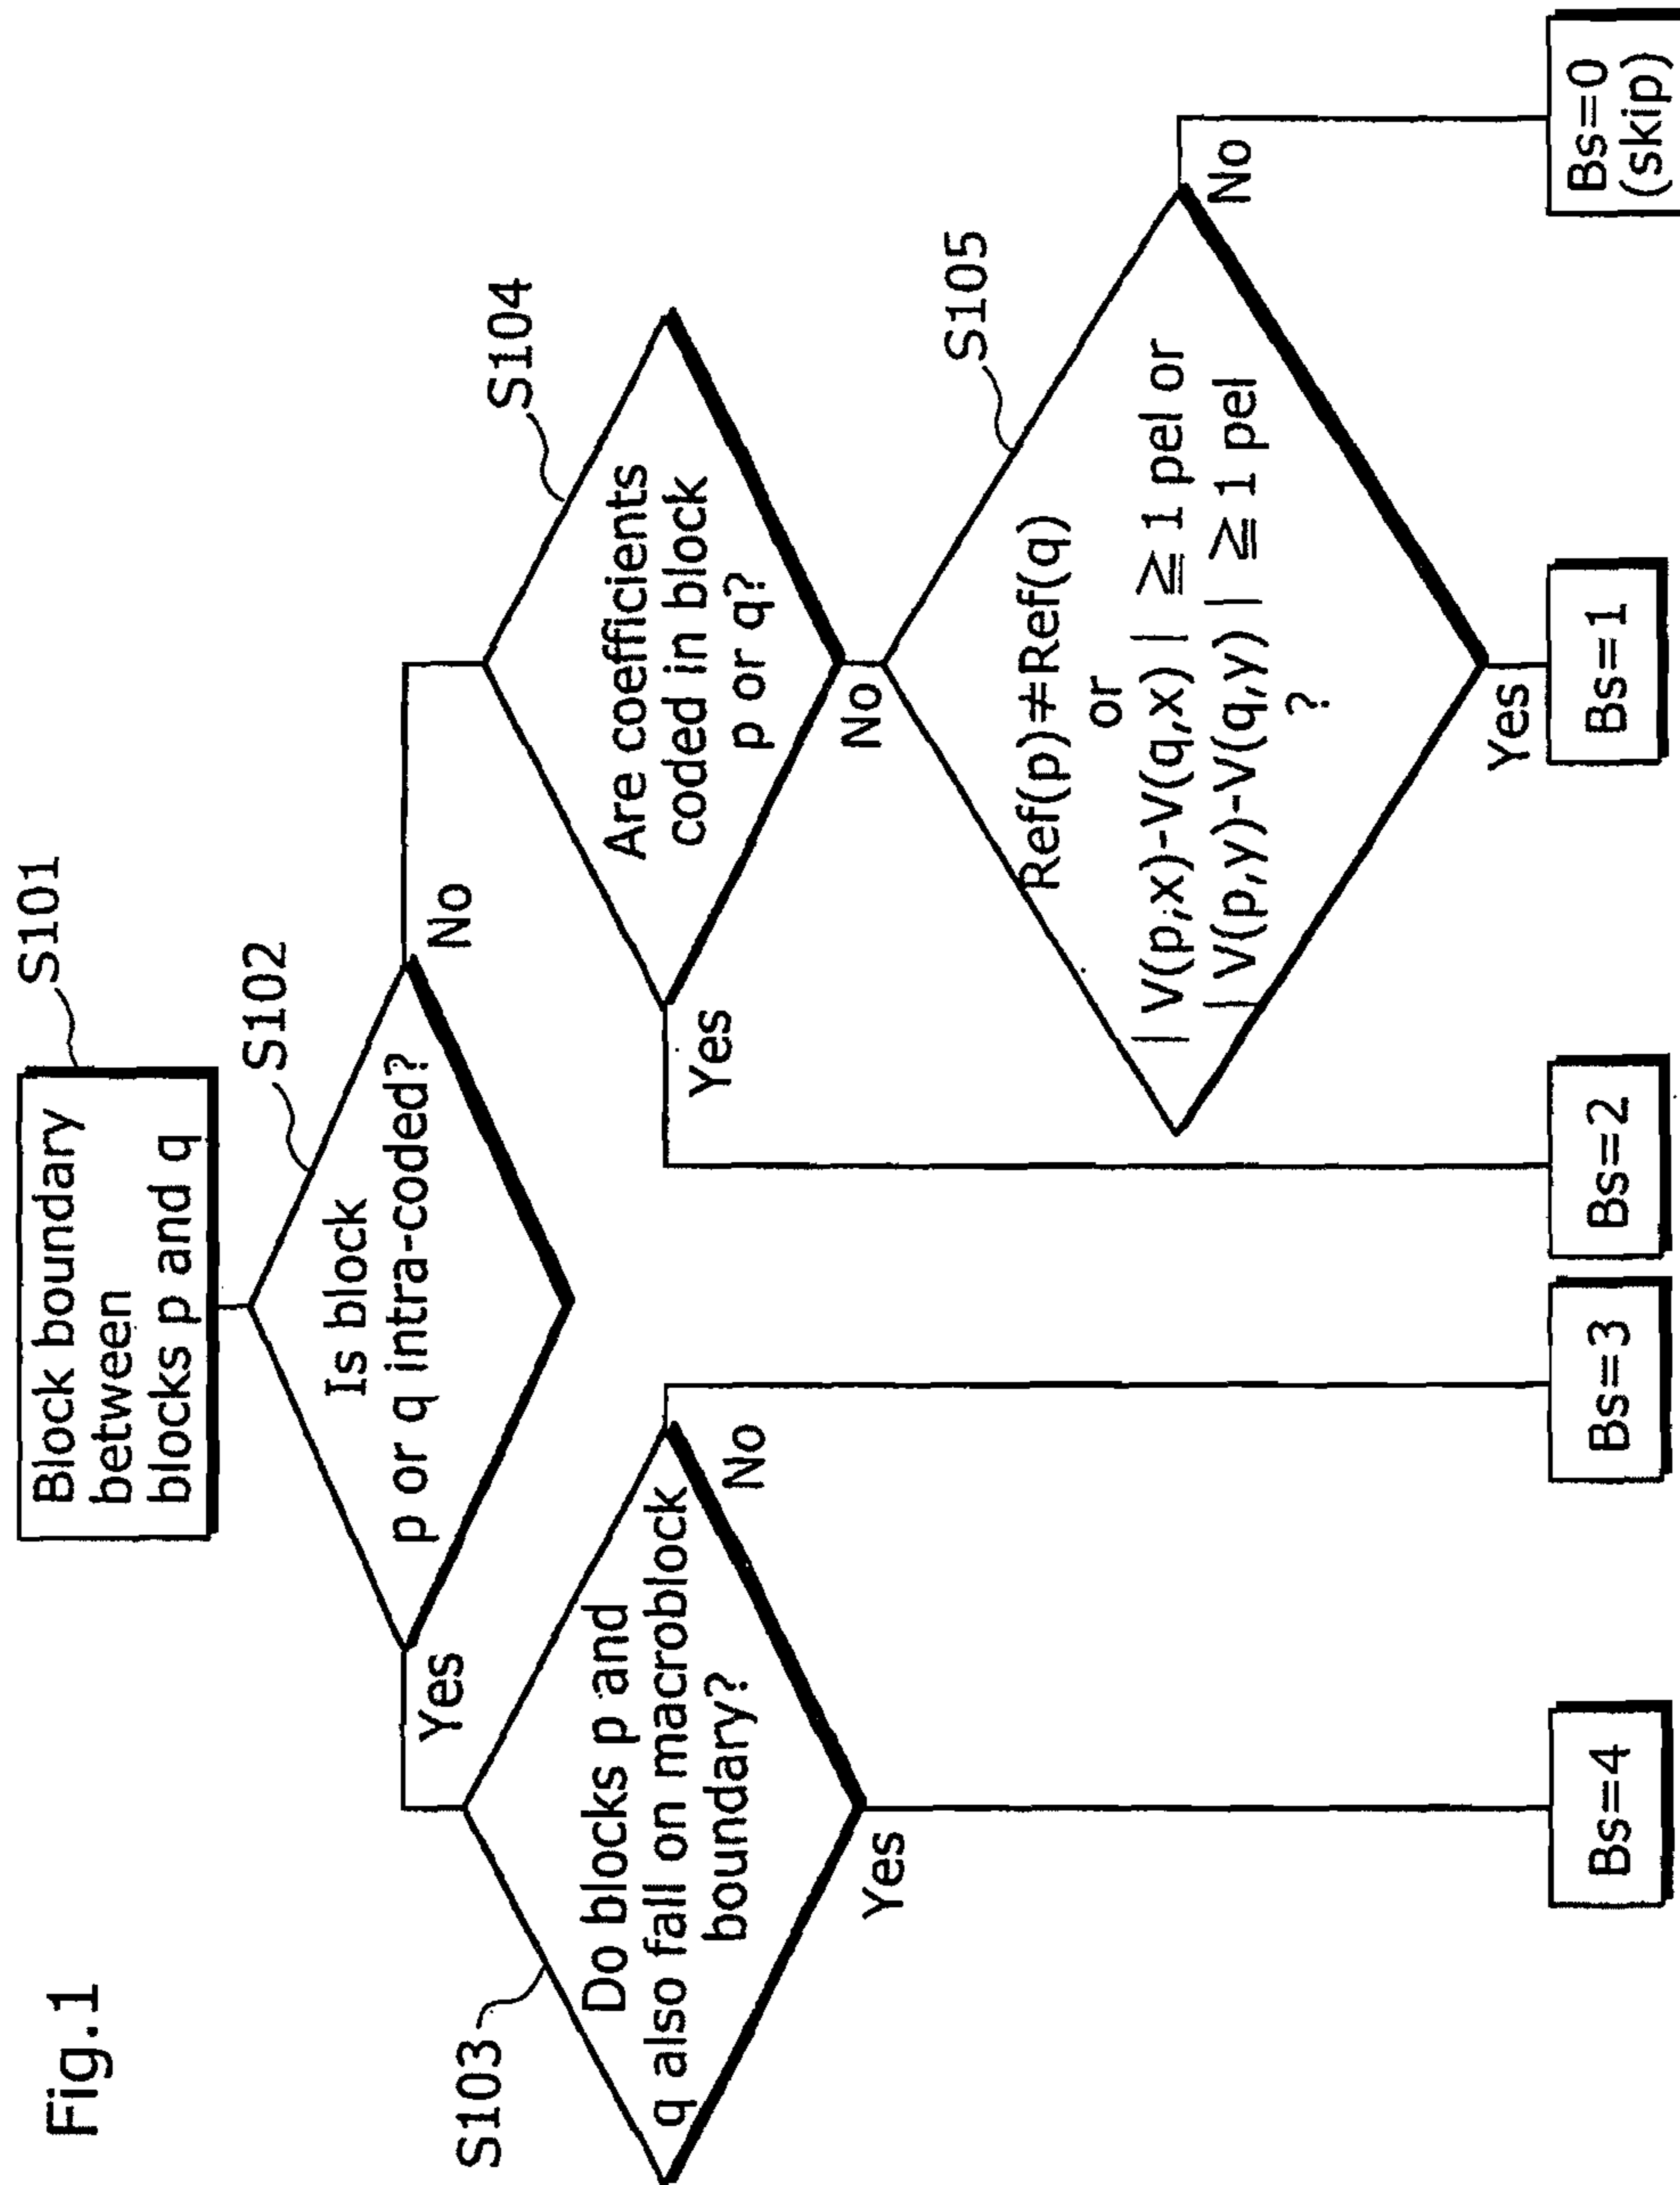 Fig.1
Block boundary
between
blocks p and q
S101
Is block
p or q intra-coded?
S102
Yes
No
Do blocks p and
q also fall on macroblock
boundary?
S103
No
Yes
Are coefficients
coded in block
p or q?
S104
Yes
No
Ref(p)≠Ref(q)
or
|V(p,x)-V(q,x)|≧1 pel or
|V(p,y)-V(q,y)|≧1 pel
?
S105
No
Yes
Bs=4
Bs=3
Bs=2
Bs=1
Bs=0
(skip)